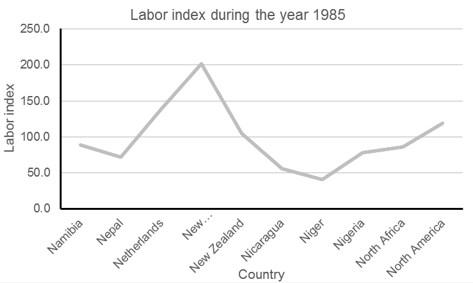 Labor index during the year 1985
250.0
200.0
150.0
100.0
50.0
0.0
Labor index
Namibia
Nepal
Netherlands
New...
New Zealand
Nicaragua
Niger
Nigeria
North Africa
North America
Country